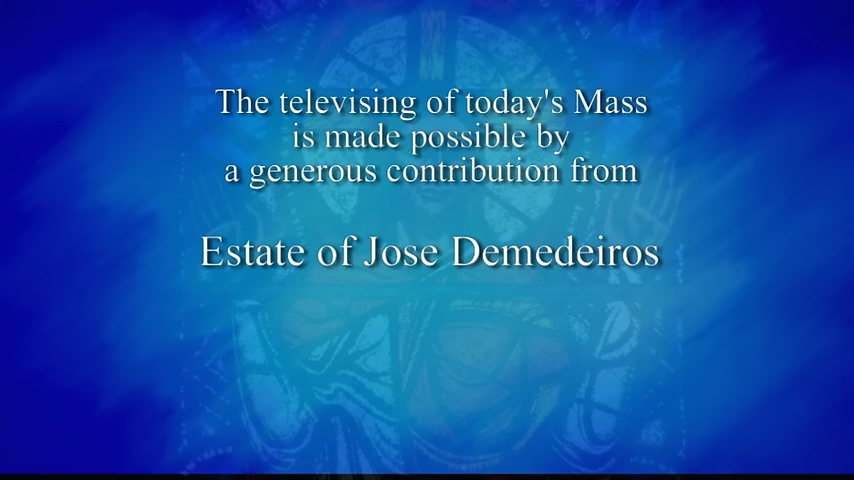 The televising of today's Mass
is made possible by
a generous contribution from
Estate of Jose Demedeiros